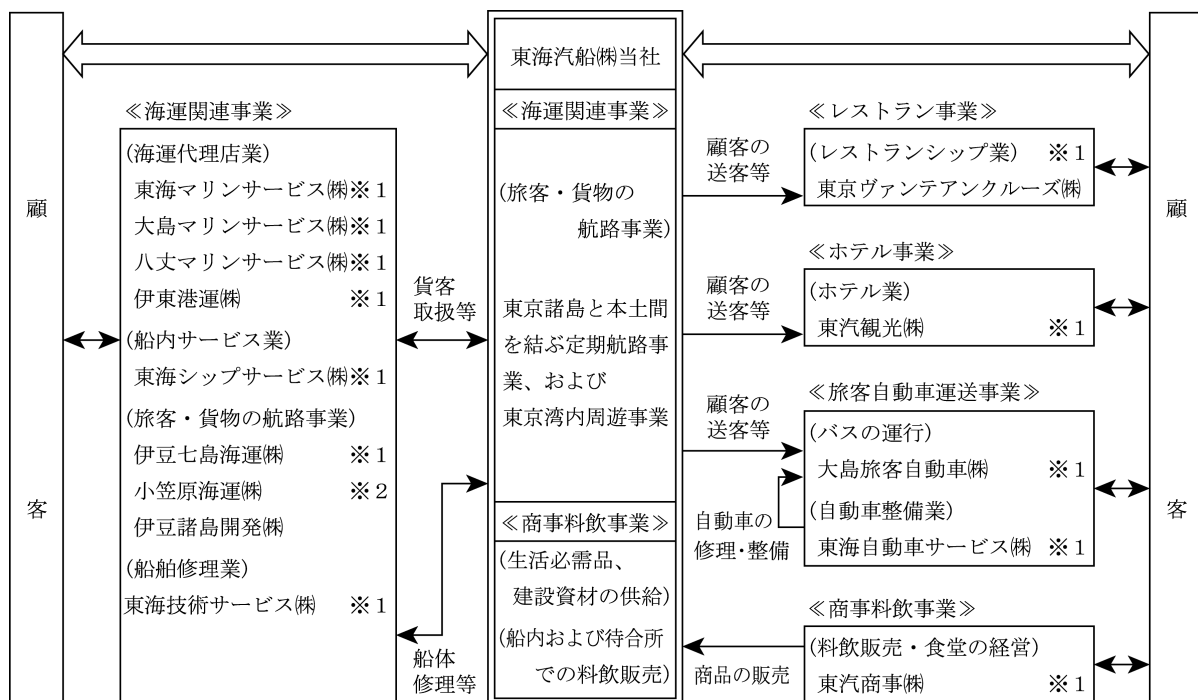 顧
客
≪海運関連事業≫
(海運代理店業)
東海マリンサービス㈱※1
大島マリンサービス㈱※1
八丈マリンサービス㈱※1
伊東港運㈱ ※1
(船内サービス業)
東海シップサービス㈱※1
(旅客・貨物の航路事業)
伊豆七島海運㈱ ※1
小笠原海運㈱ ※2
伊豆諸島開発㈱
(船舶修理業)
東海技術サービス㈱ ※1
貨客
取扱等
船体
修理等
東海汽船㈱当社
≪海運関連事業≫
(旅客・貨物の
航路事業)
東京諸島と本土間
を結ぶ定期航路事
業、および
東京湾内周遊事業
≪商事料飲事業≫
(生活必需品、
建設資材の供給)
(船内および待合所
での料飲販売)
顧客の
送客等
顧客の
送客等
顧客の
送客等
自動車の
修理・整備
商品の販売
≪レストラン事業≫
(レストランシップ業) ※1
東京ヴァンテアンクルーズ㈱
≪ホテル事業≫
(ホテル業)
東汽観光㈱ ※1
≪旅客自動車運送事業≫
(バスの運行)
大島旅客自動車㈱ ※1
(自動車整備業)
東海自動車サービス㈱ ※1
≪商事料飲事業≫
(料飲販売・食堂の経営)
東汽商事㈱ ※1
顧
客